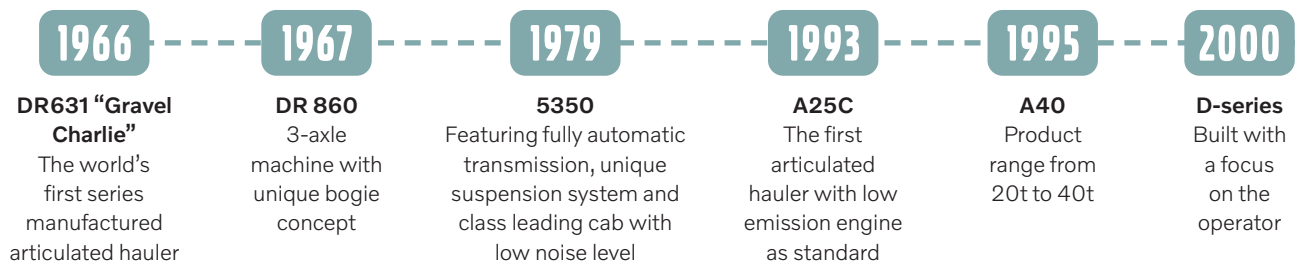 1966
DR631 “Gravel
Charlie”
The world’s
first series
manufactured
articulated hauler
1967
DR 860
3-axle
machine with
unique bogie
concept
1979
5350
Featuring fully automatic
transmission, unique
suspension system and
class leading cab with
low noise level
1993
A25C
The first
articulated
hauler with low
emission engine
as standard
1995
A40
Product
range from
20t to 40t
2000
D-series
Built with
a focus
on the
operator